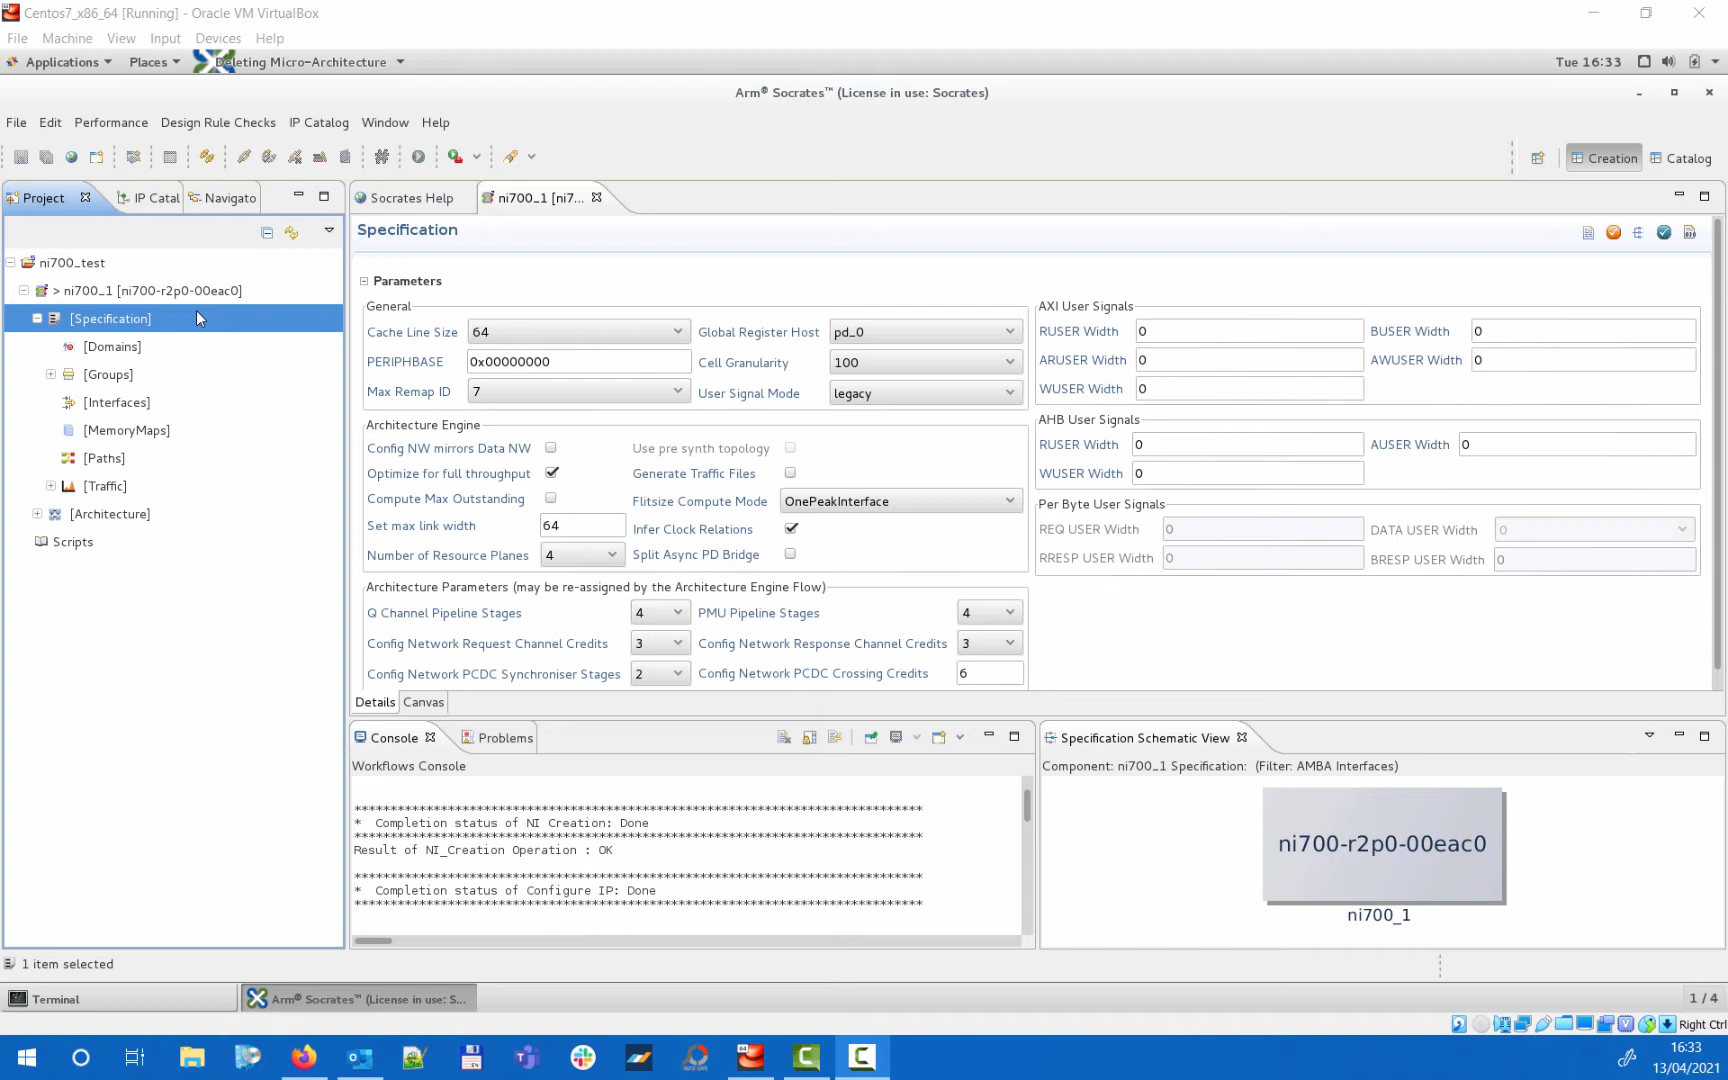 Centos7_x86_64 [Running] - Oracle VM VirtualBox
File Machine View Input Devices Help
Applications Places Deleting Micro-Architecture Tue 16:33
Arm® Socrates™ (License in use: Socrates)
File Edit Performance Design Rule Checks IP Catalog Window Help
Creation Catalog
Project IP Catal Navigato
Socrates Help ni700_1 [ni7...
Specification
ni700_test
> ni700_1 [ni700-r2p0-00eac0]
[Specification]
[Domains]
[Groups]
[Interfaces]
[MemoryMaps]
[Paths]
[Traffic]
[Architecture]
Scripts
Parameters
General
Cache Line Size 64 Global Register Host pd_0
PERIPHBASE 0x00000000 Cell Granularity 100
Max Remap ID 7 User Signal Mode legacy
Architecture Engine
Config NW mirrors Data NW Use pre synth topology
Optimize for full throughput Generate Traffic Files
Compute Max Outstanding Flitsize Compute Mode OnePeakInterface
Set max link width 64 Infer Clock Relations
Number of Resource Planes 4 Split Async PD Bridge
Architecture Parameters (may be re-assigned by the Architecture Engine Flow)
Q Channel Pipeline Stages 4 PMU Pipeline Stages 4
Config Network Request Channel Credits 3 Config Network Response Channel Credits 3
Config Network PCDC Synchroniser Stages 2 Config Network PCDC Crossing Credits 6
AXI User Signals
RUSER Width 0 BUSER Width 0
ARUSER Width 0 AWUSER Width 0
WUSER Width 0
AHB User Signals
RUSER Width 0 AUSER Width 0
WUSER Width 0
Per Byte User Signals
REQ USER Width 0 DATA USER Width 0
RRESP USER Width 0 BRESP USER Width 0
Details Canvas
Console Problems
Workflows Console
*******************************************************************************
* Completion status of NI Creation: Done
*******************************************************************************
Result of NI_Creation Operation : OK
*******************************************************************************
* Completion status of Configure IP: Done
*******************************************************************************
Specification Schematic View
Component: ni700_1 Specification: (Filter: AMBA Interfaces)
ni700-r2p0-00eac0
ni700_1
1 item selected
Terminal Arm® Socrates™ (License in use: S... 1 / 4
Right Ctrl
16:33
13/04/2021